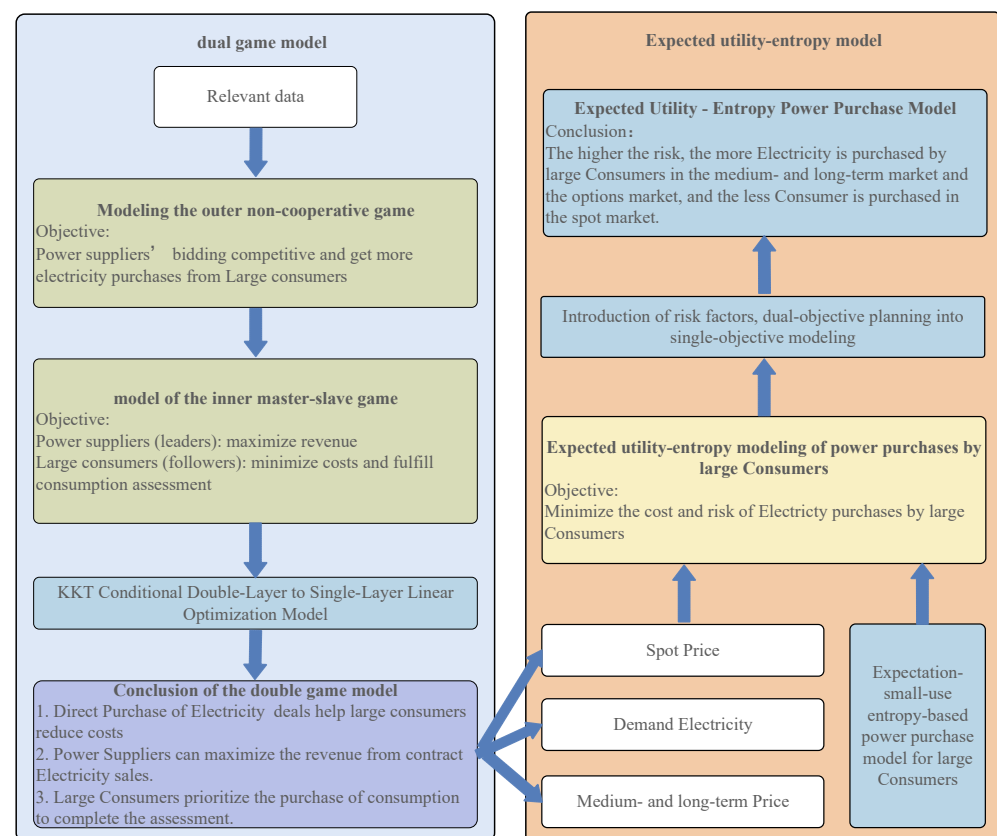 dual game model
Relevant data
Modeling the outer non-cooperative game
Objective:
Power suppliers’ bidding competitive and get more
electricity purchases from Large consumers
model of the inner master-slave game
Objective:
Power suppliers (leaders): maximize revenue
Large consumers (followers): minimize costs and fulfill
consumption assessment
KKT Conditional Double-Layer to Single-Layer Linear
Optimization Model
Conclusion of the double game model
1. Direct Purchase of Electricity deals help large consumers
reduce costs
2. Power Suppliers can maximize the revenue from contract
Electricity sales.
3. Large Consumers prioritize the purchase of consumption
to complete the assessment.
Expected utility-entropy model
Expected Utility - Entropy Power Purchase Model
Conclusion：
The higher the risk, the more Electricity is purchased by
large Consumers in the medium- and long-term market and
the options market, and the less Consumer is purchased in
the spot market.
Introduction of risk factors, dual-objective planning into
single-objective modeling
Expected utility-entropy modeling of power purchases by
large Consumers
Objective:
Minimize the cost and risk of Electricty purchases by large
Consumers
Spot Price
Demand Electricity
Medium- and long-term Price
Expectation-
small-use
entropy-based
power purchase
model for large
Consumers